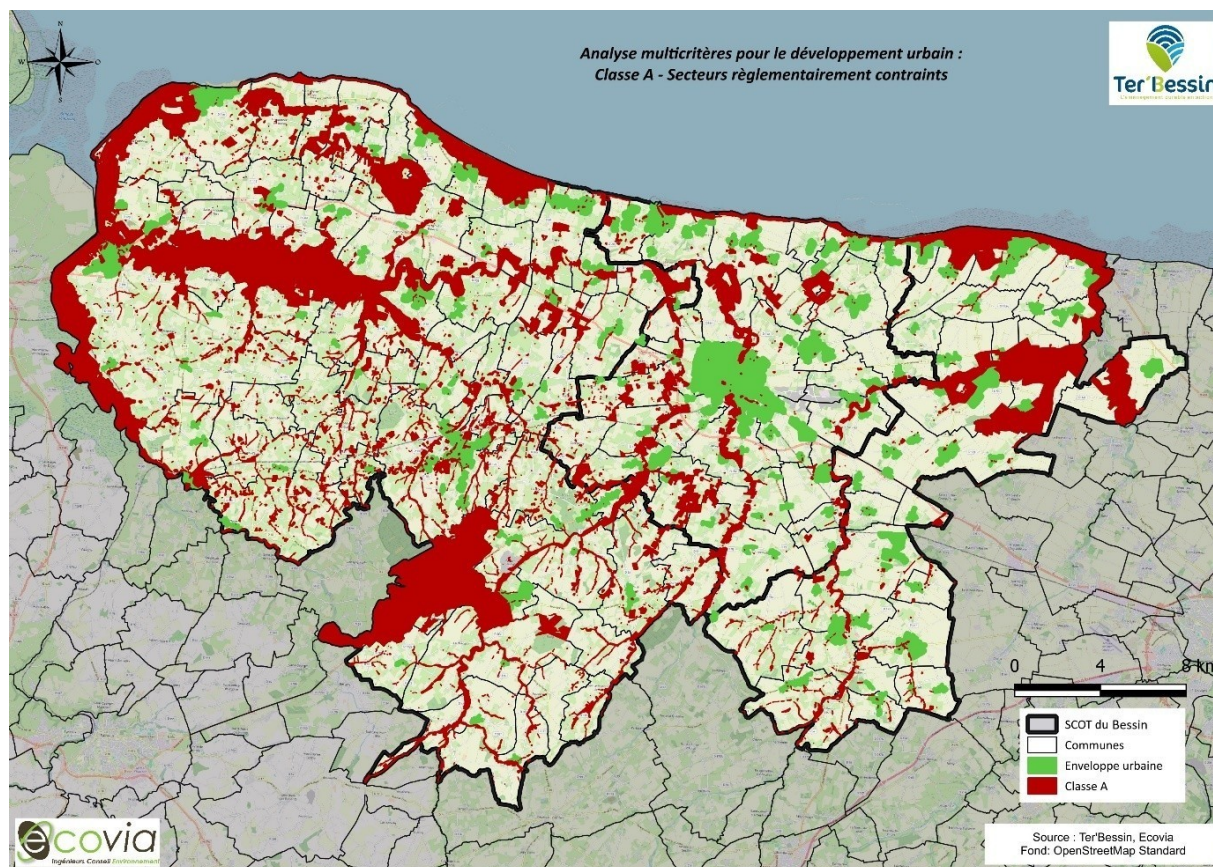 N
Analyse multicritères pour le développement urbain :
Classe A - Secteurs règlementairement contraints
Ter'Bessin
W
O
S
0 4 8 km
SCOT du Bessin
Communes
Enveloppe urbaine
Classe A
écovia
Ingénieurs Conseil Environnement
Source : Ter'Bessin, Ecovia
Fond: OpenStreetMap Standard